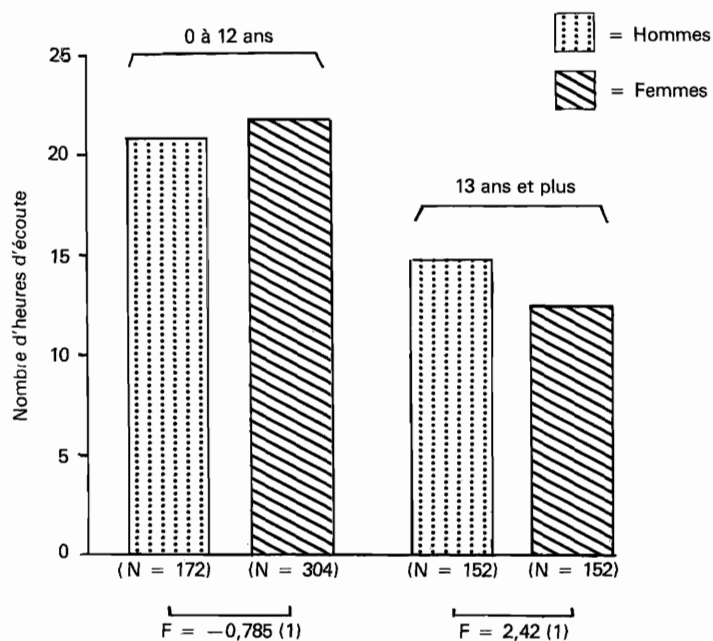 0 à 12 ans
= Hommes
= Femmes
13 ans et plus
Nombre d'heures d'écoute
25
20
15
10
5
0
(N = 172) (N = 304) (N = 152) (N = 152)
F = −0,785 (1) F = 2,42 (1)